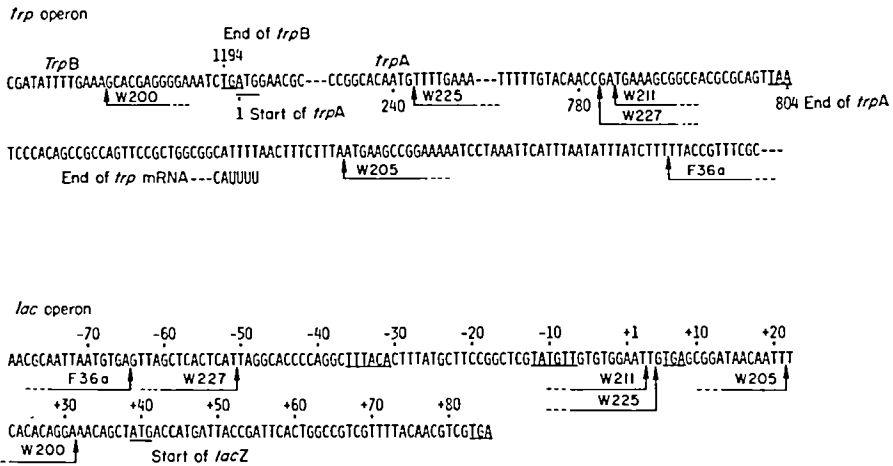 trp operon
End of trpB
TrpB 1194 trpA
CGATATTTTGAAAGCACGAGGGGAAATCTGATGGAACGC---CCGGCACAATGTTTTGAAA---TTTTTGTACAACCGATGAAAGCGGCGACGCGCAGTTAA
W200 --- 1 Start of trpA 240 W225 --- 780 W211 --- 804 End of trpA
W227 ---
TCCCACAGCCGCCAGTTCCGCTGGCGGCATTTTAACTTTCTTTAATGAAGCCGGAAAAATCCTAAATTCATTTAATATTTATCTTTTTACCGTTTCGC---
End of trp mRNA---CAUUUU W205 --- F36a ---
lac operon
-70 -60 -50 -40 -30 -20 -10 +1 +10 +20
AACGCAATTAATGTGAGTTAGCTCACTCATTAGGCACCCCAGGCTTTACACTTTATGCTTCCGGCTCGTATGTTGTGTGGAATTGTGAGCGGATAACAATTT
--- F36a --- W227 --- W211 --- W205
--- W225
+30 +40 +50 +60 +70 +80
CACACAGGAAACAGCTATGACCATGATTACCGATTCACTGGCCGTCGTTTTACAACGTCGTGA
W200 Start of lacZ